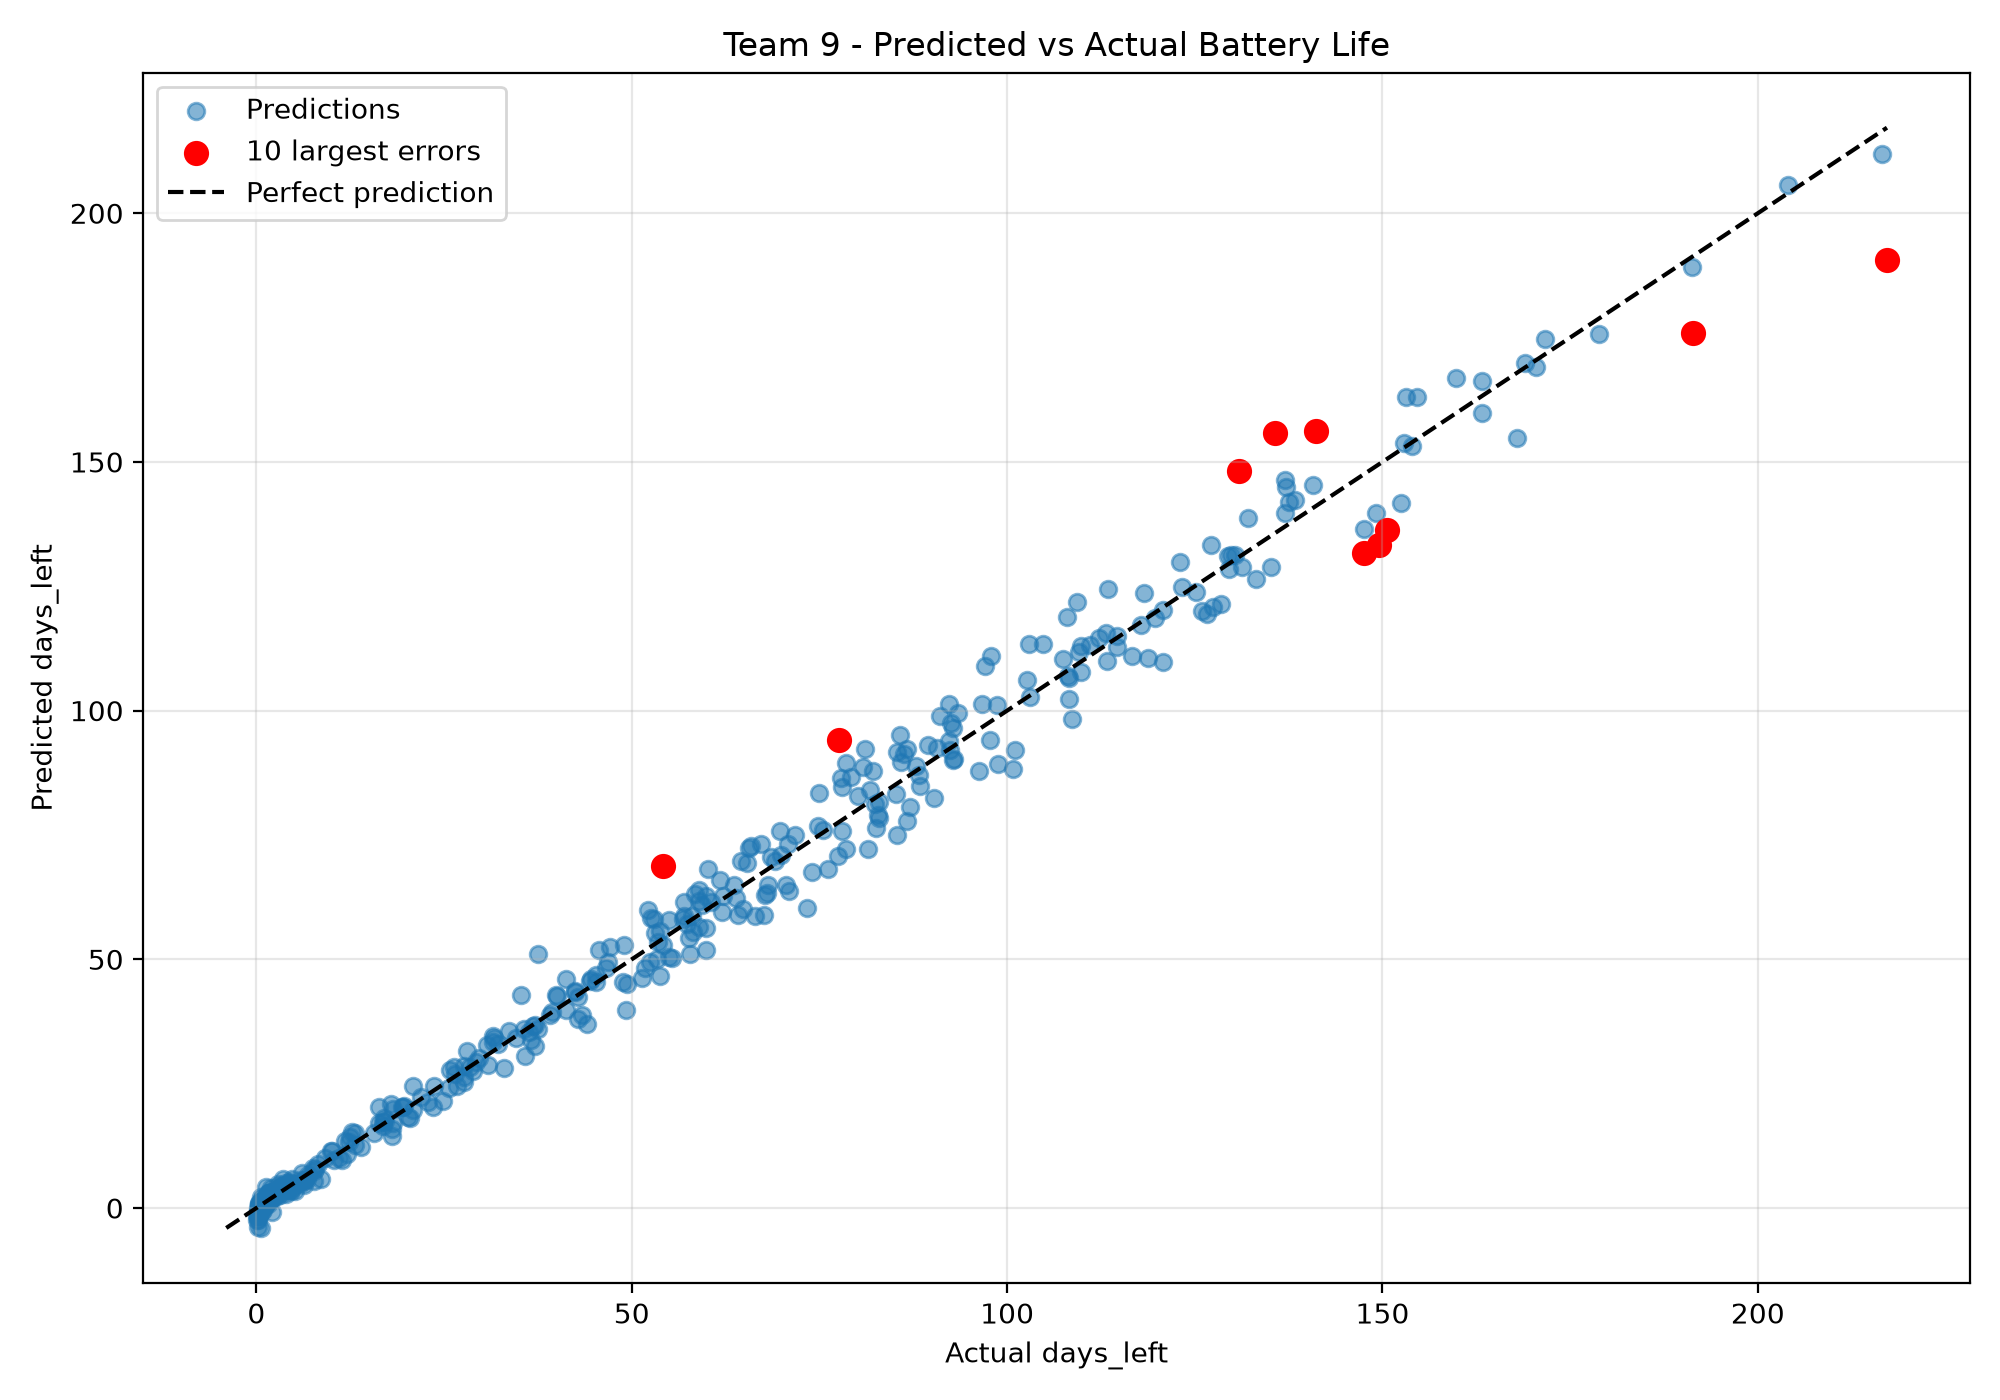 Team 9 - Predicted vs Actual Battery Life
Predictions
10 largest errors
Perfect prediction
200
150
100
50
0
Predicted days_left
0 50 100 150 200
Actual days_left